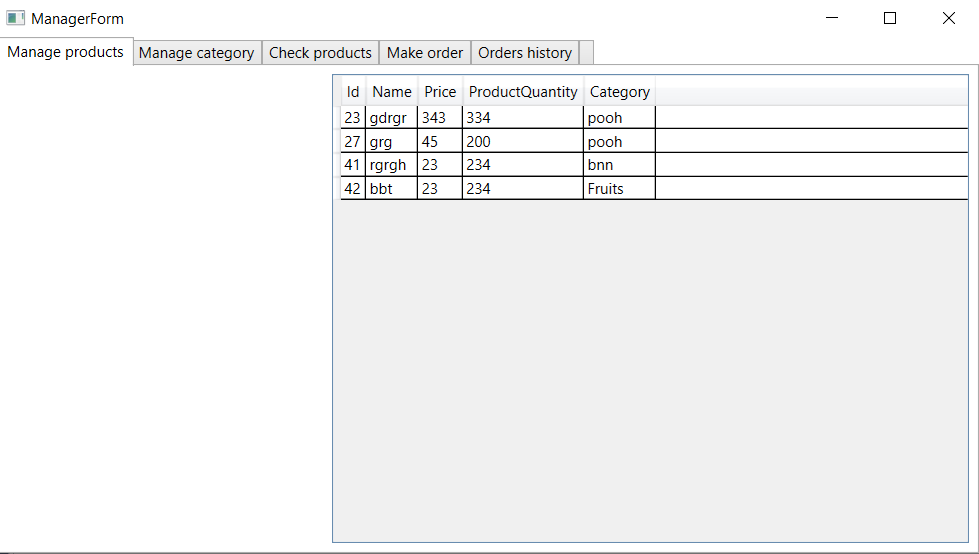 ManagerForm
Manage products Manage category Check products Make order Orders history
Id Name Price ProductQuantity Category
23 gdrgr 343 334 pooh
27 grg 45 200 pooh
41 rgrgh 23 234 bnn
42 bbt 23 234 Fruits